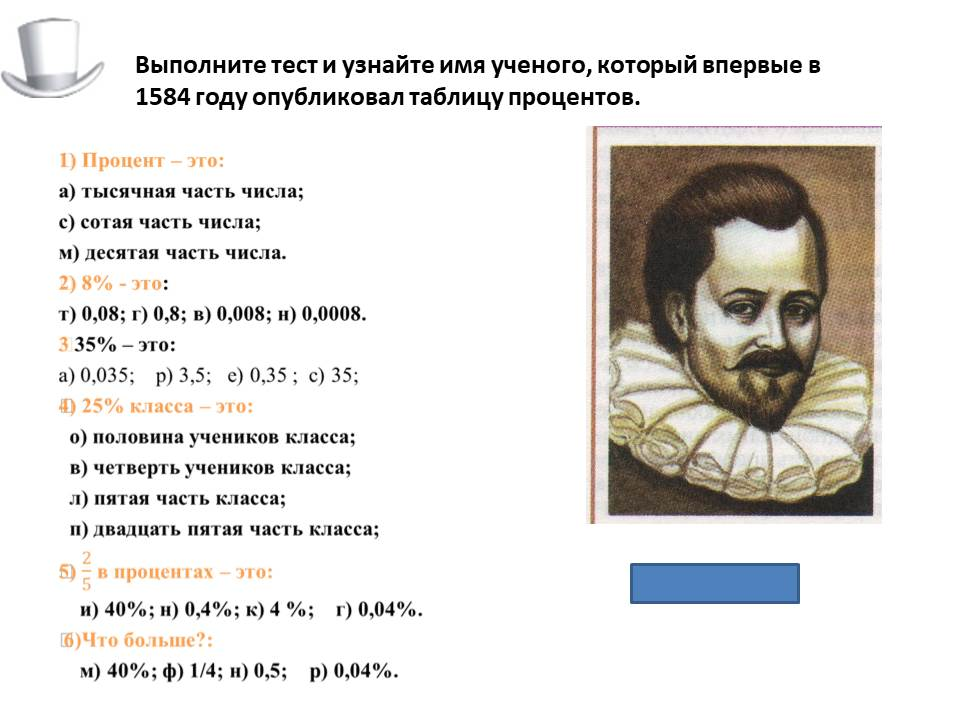 Выполните тест и узнайте имя ученого, который впервые в
1584 году опубликовал таблицу процентов.
1) Процент – это:
а) тысячная часть числа;
с) сотая часть числа;
м) десятая часть числа.
2) 8% - это:
т) 0,08; г) 0,8; в) 0,008; н) 0,0008.
3 35% – это:
а) 0,035; р) 3,5; е) 0,35 ; с) 35;
4) 25% класса – это:
о) половина учеников класса;
в) четверть учеников класса;
л) пятая часть класса;
п) двадцать пятая часть класса;
5) 2/5 в процентах – это:
и) 40%; н) 0,4%; к) 4 %; г) 0,04%.
6)Что больше?:
м) 40%; ф) 1/4; н) 0,5; р) 0,04%.